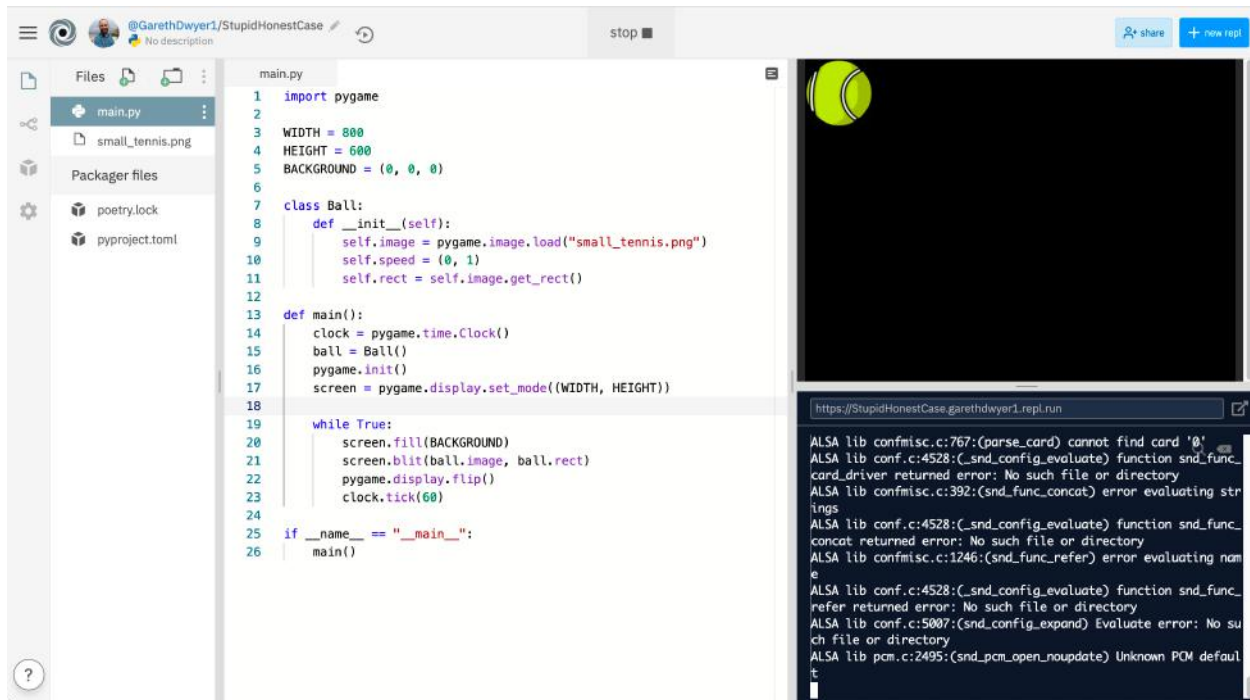 @GarethDwyer1/StupidHonestCase
No description
stop
share
+ new repl
Files
main.py
small_tennis.png
Packager files
poetry.lock
pyproject.toml
?
main.py
1 import pygame
2
3 WIDTH = 800
4 HEIGHT = 600
5 BACKGROUND = (0, 0, 0)
6
7 class Ball:
8     def __init__(self):
9         self.image = pygame.image.load("small_tennis.png")
10         self.speed = (0, 1)
11         self.rect = self.image.get_rect()
12
13 def main():
14     clock = pygame.time.Clock()
15     ball = Ball()
16     pygame.init()
17     screen = pygame.display.set_mode((WIDTH, HEIGHT))
18
19     while True:
20         screen.fill(BACKGROUND)
21         screen.blit(ball.image, ball.rect)
22         pygame.display.flip()
23         clock.tick(60)
24
25 if __name__ == "__main__":
26     main()
https://StupidHonestCase.garethdwyer1.repl.run
ALSA lib confmisc.c:767:(parse_card) cannot find card '0'
ALSA lib conf.c:4528:(_snd_config_evaluate) function snd_func_
card_driver returned error: No such file or directory
ALSA lib confmisc.c:392:(snd_func_concat) error evaluating str
ings
ALSA lib conf.c:4528:(_snd_config_evaluate) function snd_func_
concat returned error: No such file or directory
ALSA lib confmisc.c:1246:(snd_func_refer) error evaluating nam
e
ALSA lib conf.c:4528:(_snd_config_evaluate) function snd_func_
refer returned error: No such file or directory
ALSA lib conf.c:5007:(snd_config_expand) Evaluate error: No su
ch file or directory
ALSA lib pcm.c:2495:(snd_pcm_open_noupdate) Unknown PCM defaul
t